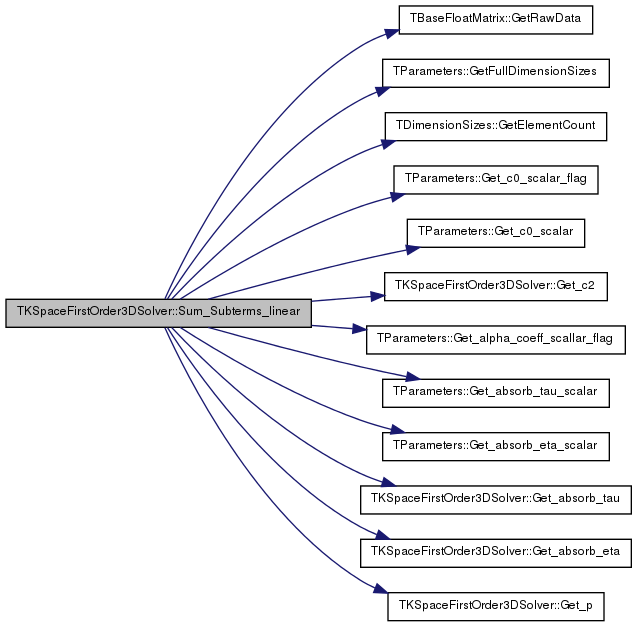 TBaseFloatMatrix::GetRawData
TParameters::GetFullDimensionSizes
TDimensionSizes::GetElementCount
TParameters::Get_c0_scalar_flag
TParameters::Get_c0_scalar
TKSpaceFirstOrder3DSolver::Get_c2
TKSpaceFirstOrder3DSolver::Sum_Subterms_linear
TParameters::Get_alpha_coeff_scallar_flag
TParameters::Get_absorb_tau_scalar
TParameters::Get_absorb_eta_scalar
TKSpaceFirstOrder3DSolver::Get_absorb_tau
TKSpaceFirstOrder3DSolver::Get_absorb_eta
TKSpaceFirstOrder3DSolver::Get_p